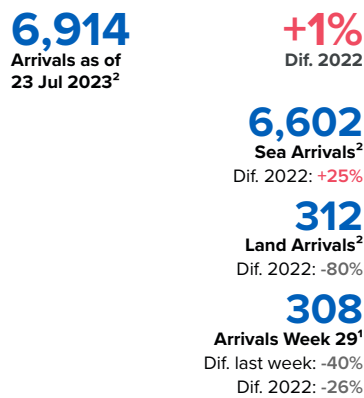 6,914
Arrivals as of
23 Jul 2023²
+1%
Dif. 2022
6,602
Sea Arrivals²
Dif. 2022: +25%
312
Land Arrivals²
Dif. 2022: -80%
308
Arrivals Week 29¹
Dif. last week: -40%
Dif. 2022: -26%